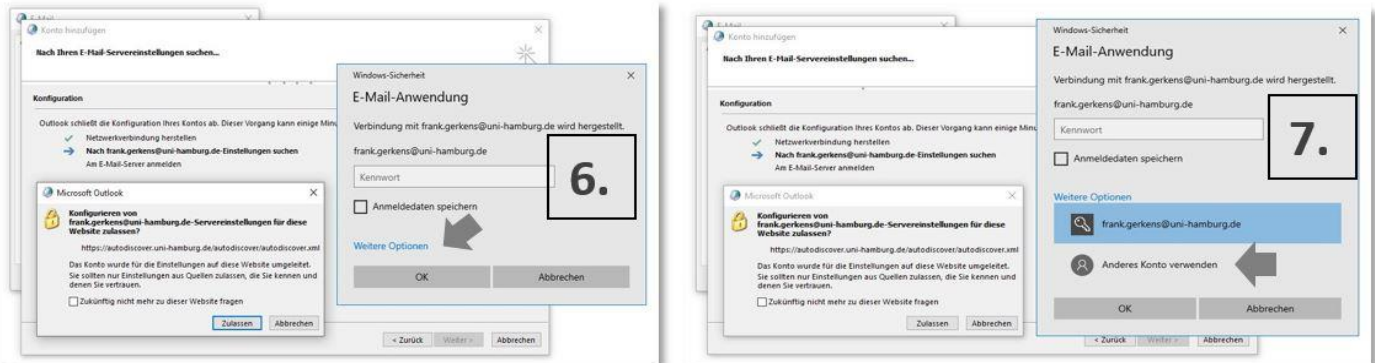 E-Mail
Konto hinzufügen
Nach Ihren E-Mail-Servereinstellungen suchen...
Konfiguration
Outlook schließt die Konfiguration Ihres Kontos ab. Dieser Vorgang kann einige Minu
Netzwerkverbindung herstellen
Nach frank.gerkens@uni-hamburg.de-Einstellungen suchen
Am E-Mail-Server anmelden
Microsoft Outlook
Konfigurieren von
frank.gerkens@uni-hamburg.de-Servereinstellungen für diese
Website zulassen?
https://autodiscover.uni-hamburg.de/autodiscover/autodiscover.xml
Das Konto wurde für die Einstellungen auf diese Website umgeleitet.
Sie sollten nur Einstellungen aus Quellen zulassen, die Sie kennen und
denen Sie vertrauen.
Zukünftig nicht mehr zu dieser Website fragen
Zulassen Abbrechen
< Zurück Weiter > Abbrechen
Windows-Sicherheit
E-Mail-Anwendung
Verbindung mit frank.gerkens@uni-hamburg.de wird hergestellt.
frank.gerkens@uni-hamburg.de
Kennwort
Anmeldedaten speichern
Weitere Optionen
OK Abbrechen
6.
Konto hinzufügen
Nach Ihren E-Mail-Servereinstellungen suchen...
Konfiguration
Outlook schließt die Konfiguration Ihres Kontos ab. Dieser Vorgang kann einige Minu
Netzwerkverbindung herstellen
Nach frank.gerkens@uni-hamburg.de-Einstellungen suchen
Am E-Mail-Server anmelden
Microsoft Outlook
Konfigurieren von
frank.gerkens@uni-hamburg.de-Servereinstellungen für diese
Website zulassen?
https://autodiscover.uni-hamburg.de/autodiscover/autodiscover.xml
Das Konto wurde für die Einstellungen auf diese Website umgeleitet.
Sie sollten nur Einstellungen aus Quellen zulassen, die Sie kennen und
denen Sie vertrauen.
Zukünftig nicht mehr zu dieser Website fragen
Zulassen Abbrechen
< Zurück Weiter > Abbrechen
Windows-Sicherheit
E-Mail-Anwendung
Verbindung mit frank.gerkens@uni-hamburg.de wird hergestellt.
frank.gerkens@uni-hamburg.de
Kennwort
Anmeldedaten speichern
Weitere Optionen
frank.gerkens@uni-hamburg.de
Anderes Konto verwenden
OK Abbrechen
7.